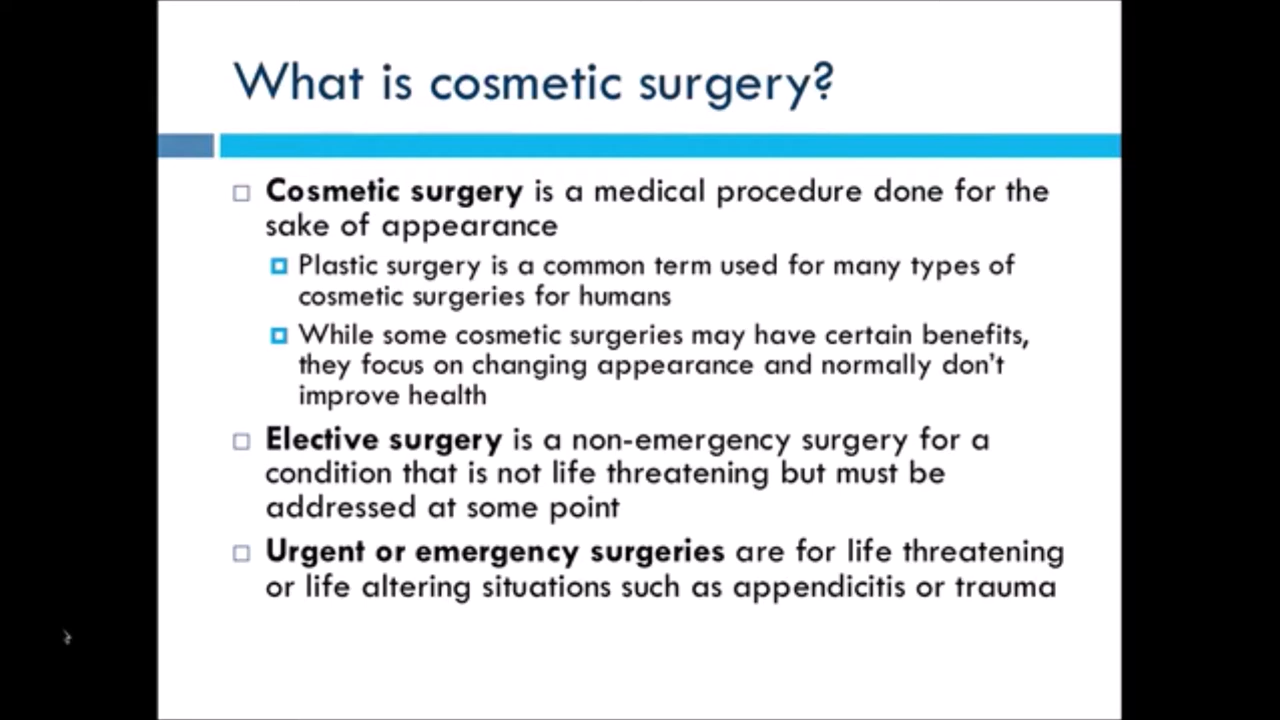 What is cosmetic surgery?
Cosmetic surgery is a medical procedure done for the
sake of appearance
Plastic surgery is a common term used for many types of
cosmetic surgeries for humans
While some cosmetic surgeries may have certain benefits,
they focus on changing appearance and normally don't
improve health
Elective surgery is a non-emergency surgery for a
condition that is not life threatening but must be
addressed at some point
Urgent or emergency surgeries are for life threatening
or life altering situations such as appendicitis or trauma